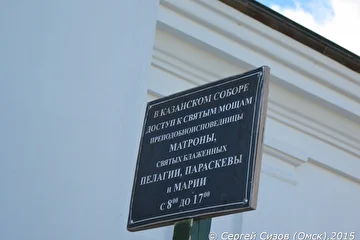 В КАЗАНСКОМ СОБОРЕ
ДОСТУП К СВЯТЫМ МОЩАМ
ПРЕПОДОБНОИСПОВЕДНИЦЫ
МАТРОНЫ,
СВЯТЫХ БЛАЖЕННЫХ
ПЕЛАГИИ, ПАРАСКЕВЫ
и МАРИИ
С 8⁰⁰ ДО 17⁰⁰
© Сергей Сизов (Омск),2015